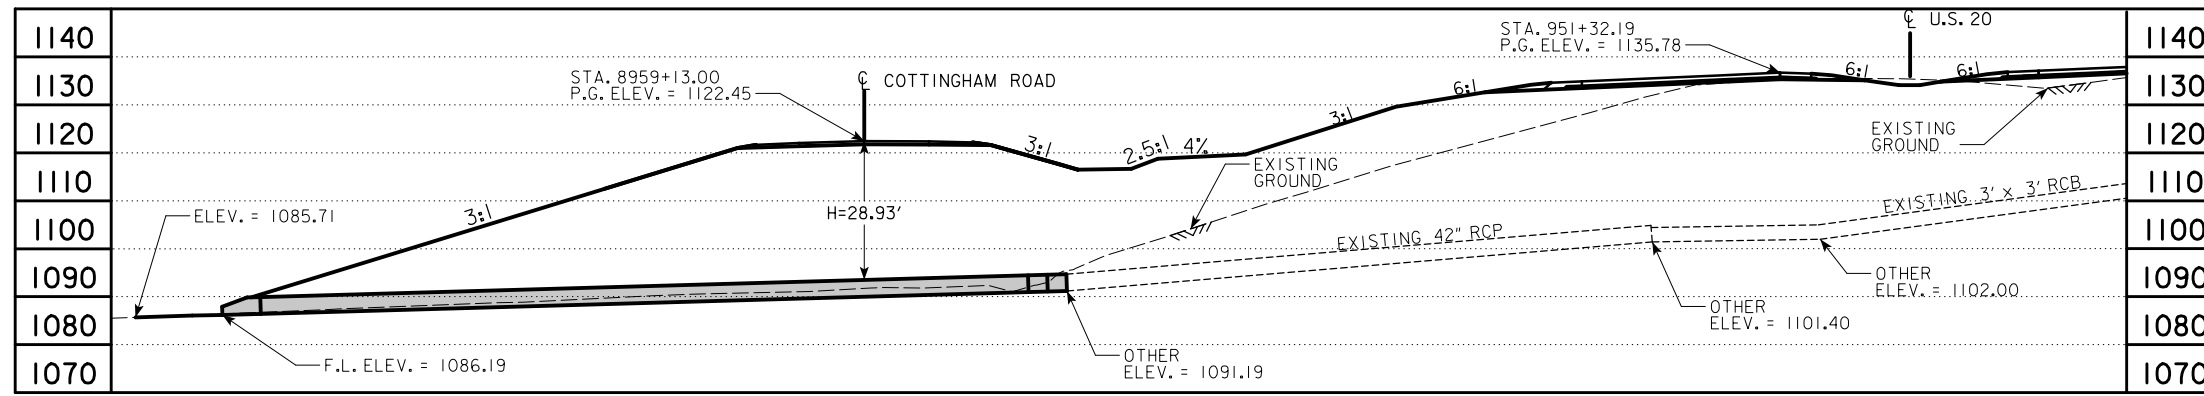 1140
1130
1120
1110
1100
1090
1080
1070
STA. 8959+13.00
P.G. ELEV. = 1122.45
℄ COTTINGHAM ROAD
STA. 951+32.19
P.G. ELEV. = 1135.78
℄ U.S. 20
6:1
6:1
6:1
3:1
3:1
2.5:1
4%
3:1
EXISTING
GROUND
EXISTING
GROUND
ELEV. = 1085.71
H=28.93'
EXISTING 42" RCP
EXISTING 3' x 3' RCB
OTHER
ELEV. = 1102.00
OTHER
ELEV. = 1101.40
F.L. ELEV. = 1086.19
OTHER
ELEV. = 1091.19
1140
1130
1120
1110
1100
1090
1080
1070